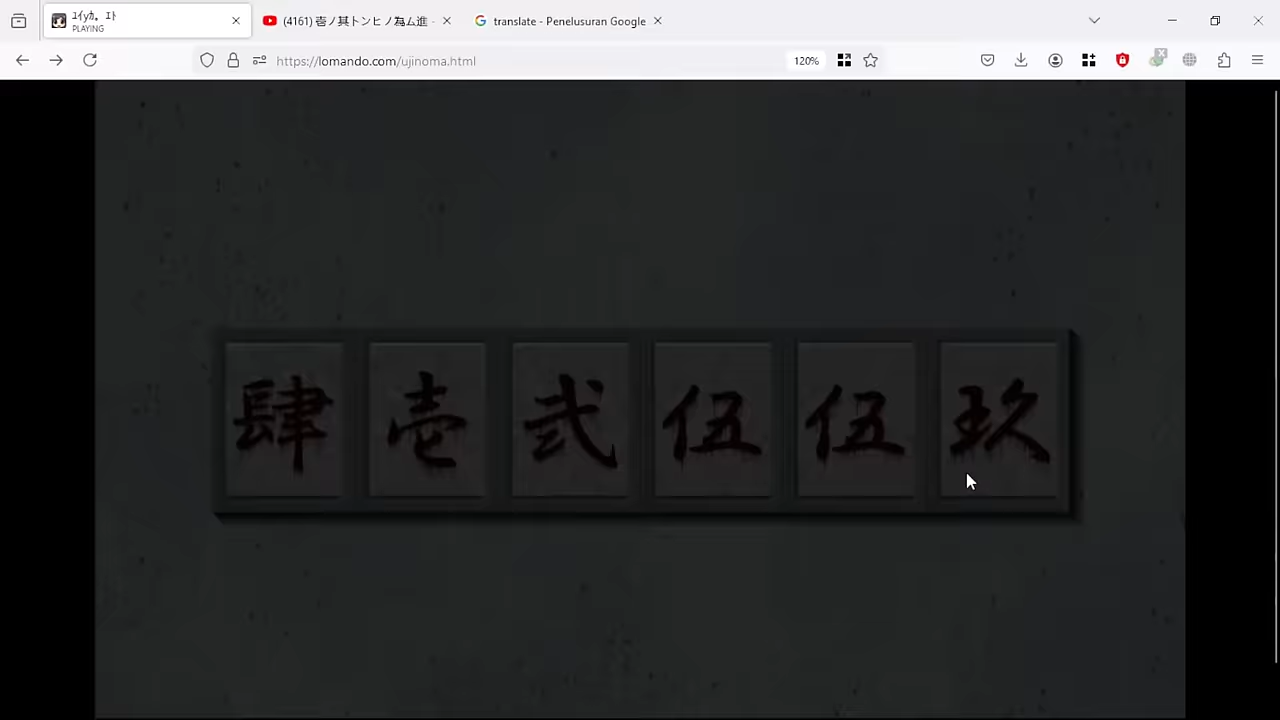 ﾕｲyｶ。ｴﾄ
PLAYING
(4161) 壱ノ其トンヒノ為ム進 -
translate - Penelusuran Google
https://lomando.com/ujinoma.html
120%
肆 壱 弐 伍 伍 玖